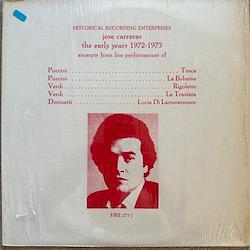 HISTORICAL RECORDING ENTERPRISES
jose carreras
the early years 1972-1973
excerpts from live performances of
Puccini . . . . . . . . . . . . . . . . Tosca
Puccini . . . . . . . . . . . . . . . . La Boheme
Verdi . . . . . . . . . . . . . . . . Rigoletto
Verdi . . . . . . . . . . . . . . . . La Traviata
Donizetti . . . . . . . . . . . . . . . . Lucia Di Lammermoor
HRE 271-1